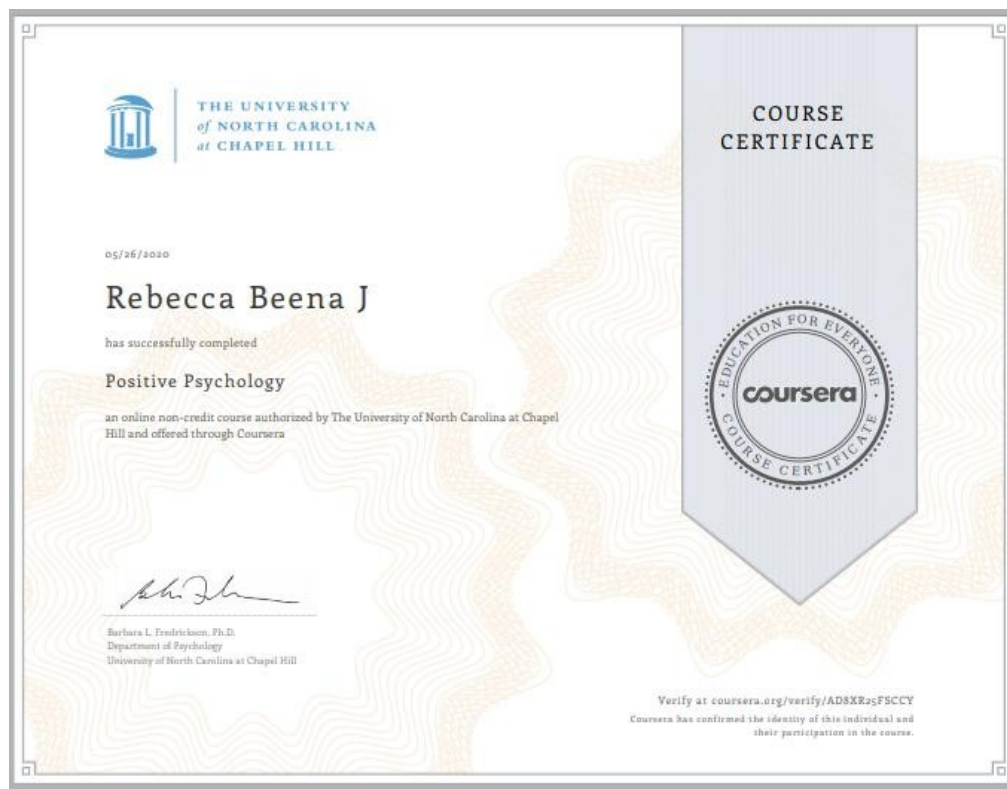 THE UNIVERSITY
of NORTH CAROLINA
at CHAPEL HILL
COURSE
CERTIFICATE
05/26/2020
Rebecca Beena J
has successfully completed
Positive Psychology
an online non-credit course authorized by The University of North Carolina at Chapel
Hill and offered through Coursera
EDUCATION FOR EVERYONE
coursera
COURSE CERTIFICATE
Barbara L. Fredrickson, Ph.D.
Department of Psychology
University of North Carolina at Chapel Hill
Verify at coursera.org/verify/AD8XR25FSCCY
Coursera has confirmed the identity of this individual and
their participation in the course.